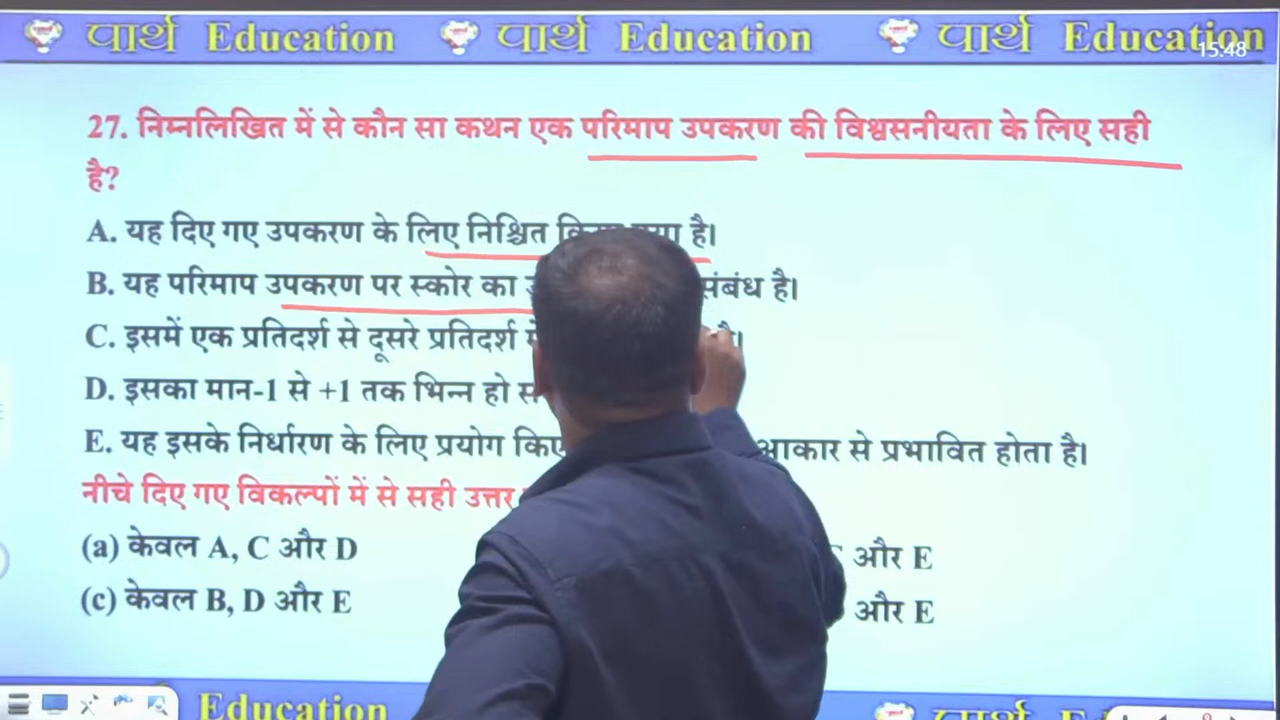 पार्थ Education पार्थ Education पार्थ Education
15:48
27. निम्नलिखित में से कौन सा कथन एक परिमाप उपकरण की विश्वसनीयता के लिए सही
है?
A. यह दिए गए उपकरण के लिए निश्चित किया गया है।
B. यह परिमाप उपकरण पर स्कोर का संबंध है।
C. इसमें एक प्रतिदर्श से दूसरे प्रतिदर्श
D. इसका मान-1 से +1 तक भिन्न हो
E. यह इसके निर्धारण के लिए प्रयोग किए आकार से प्रभावित होता है।
नीचे दिए गए विकल्पों में से सही उत्तर
(a) केवल A, C और D और E
(c) केवल B, D और E और E
Education